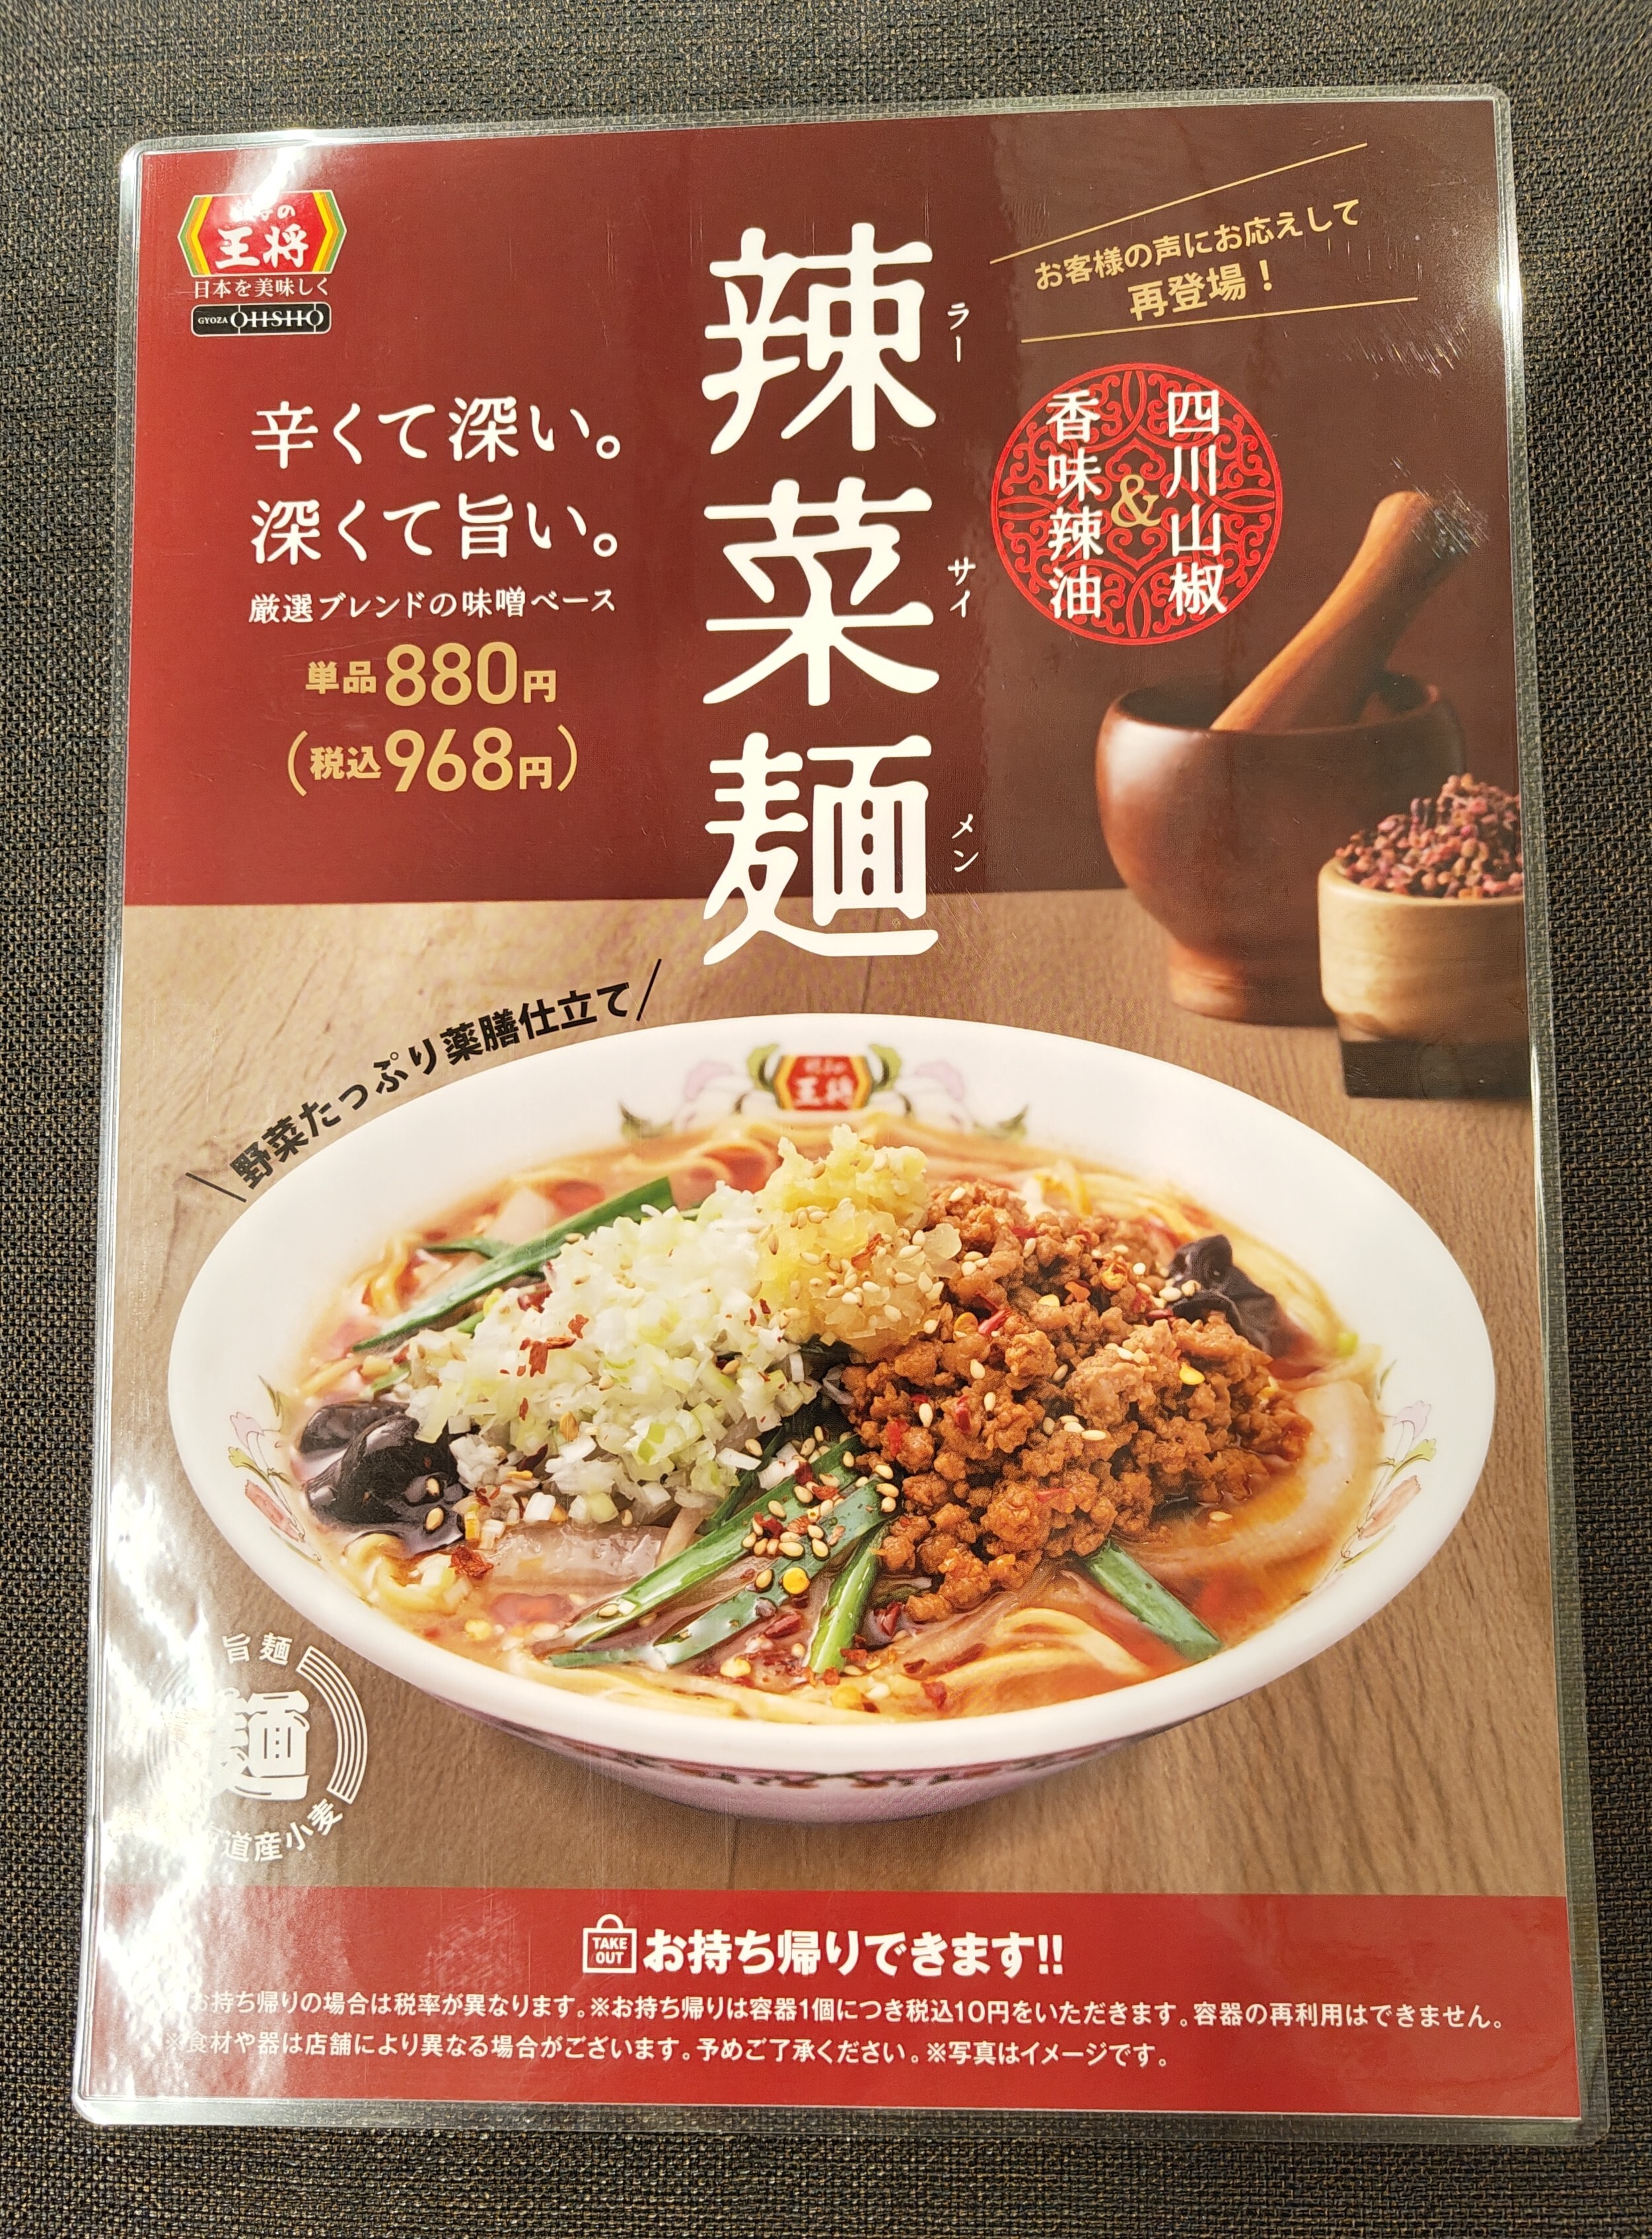 王将
日本を美味しく
GYOZA OHSHO
お客様の声にお応えして
再登場！
辣菜麺
ラーサイメン
四川山椒
&
香味辣油
辛くて深い。
深くて旨い。
厳選ブレンドの味噌ベース
単品880円
(税込968円)
野菜たっぷり薬膳仕立て
王将
旨麺
麺
道産小麦
TAKE
OUT
お持ち帰りできます!!
お持ち帰りの場合は税率が異なります。※お持ち帰りは容器1個につき税込10円をいただきます。容器の再利用はできません。
※食材や器は店舗により異なる場合がございます。予めご了承ください。※写真はイメージです。